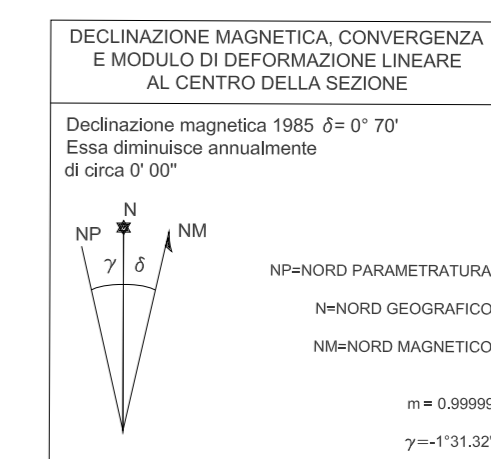 DECLINAZIONE MAGNETICA, CONVERGENZA
E MODULO DI DEFORMAZIONE LINEARE
AL CENTRO DELLA SEZIONE
Declinazione magnetica 1985 δ= 0° 70'
Essa diminuisce annualmente
di circa 0' 00"
N
NP NM
γ δ
NP=NORD PARAMETRATURA
N=NORD GEOGRAFICO
NM=NORD MAGNETICO
m = 0.99999
γ=-1°31.32'